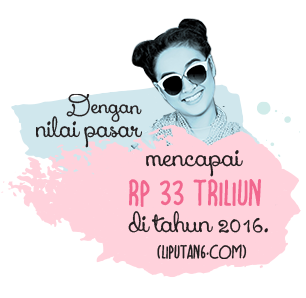 Dengan
nilai pasar
mencapai
RP 33 TRILIUN
di tahun 2016.
(LIPUTAN6.COM)